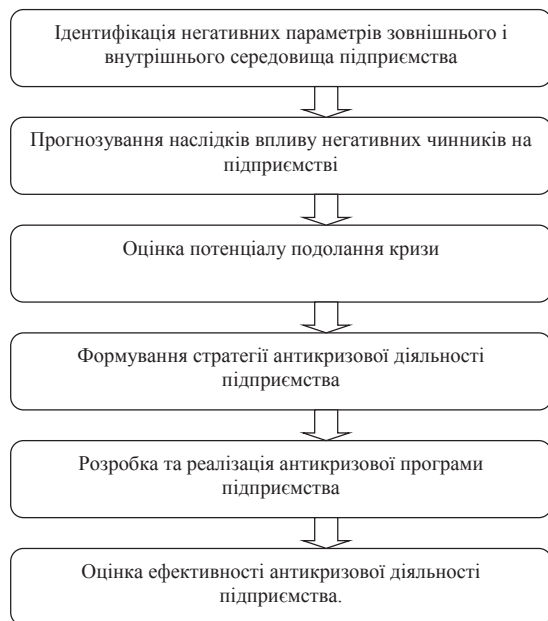 Ідентифікація негативних параметрів зовнішнього і
внутрішнього середовища підприємства
Прогнозування наслідків впливу негативних чинників на
підприємстві
Оцінка потенціалу подолання кризи
Формування стратегії антикризової діяльності
підприємства
Розробка та реалізація антикризової програми
підприємства
Оцінка ефективності антикризової діяльності
підприємства.